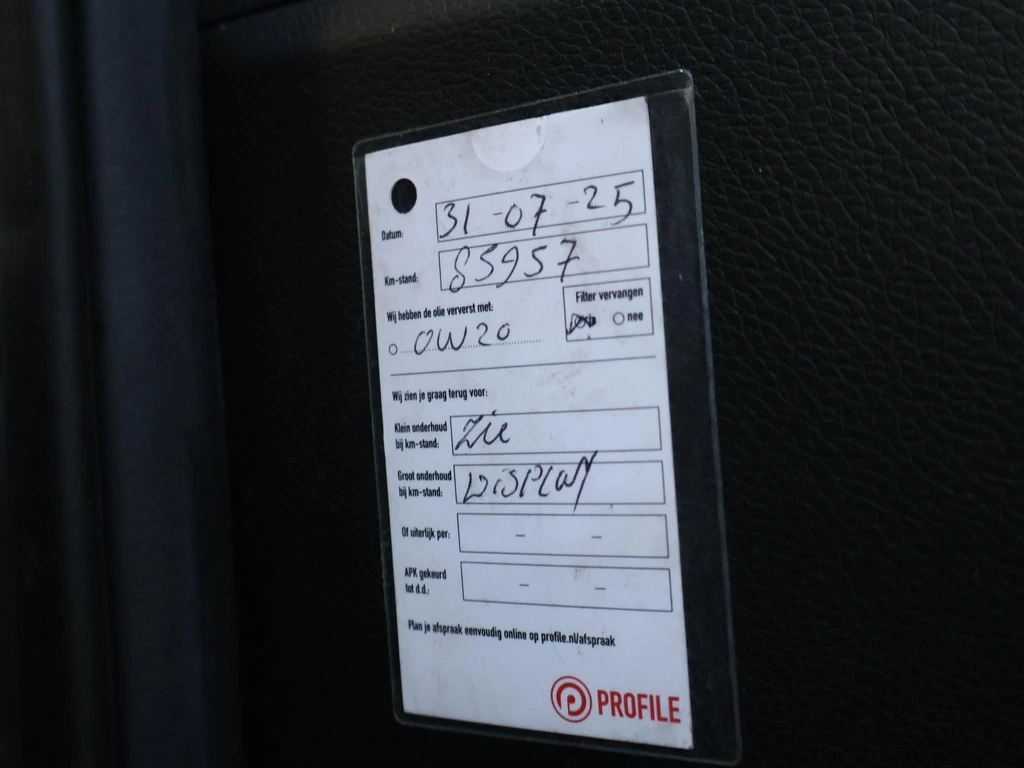 Datum: 31-07-25
Km-stand: 85957
Wij hebben de olie ververst met:
Filter vervangen
nee
0W20
Wij zien je graag terug voor:
Klein onderhoud
bij km-stand:
Zie
Groot onderhoud
bij km-stand:
DISPLAY
Of uiterlijk per: - -
APK gekeurd
tot d.d.: - -
Plan je afspraak eenvoudig online op profile.nl/afspraak
PROFILE